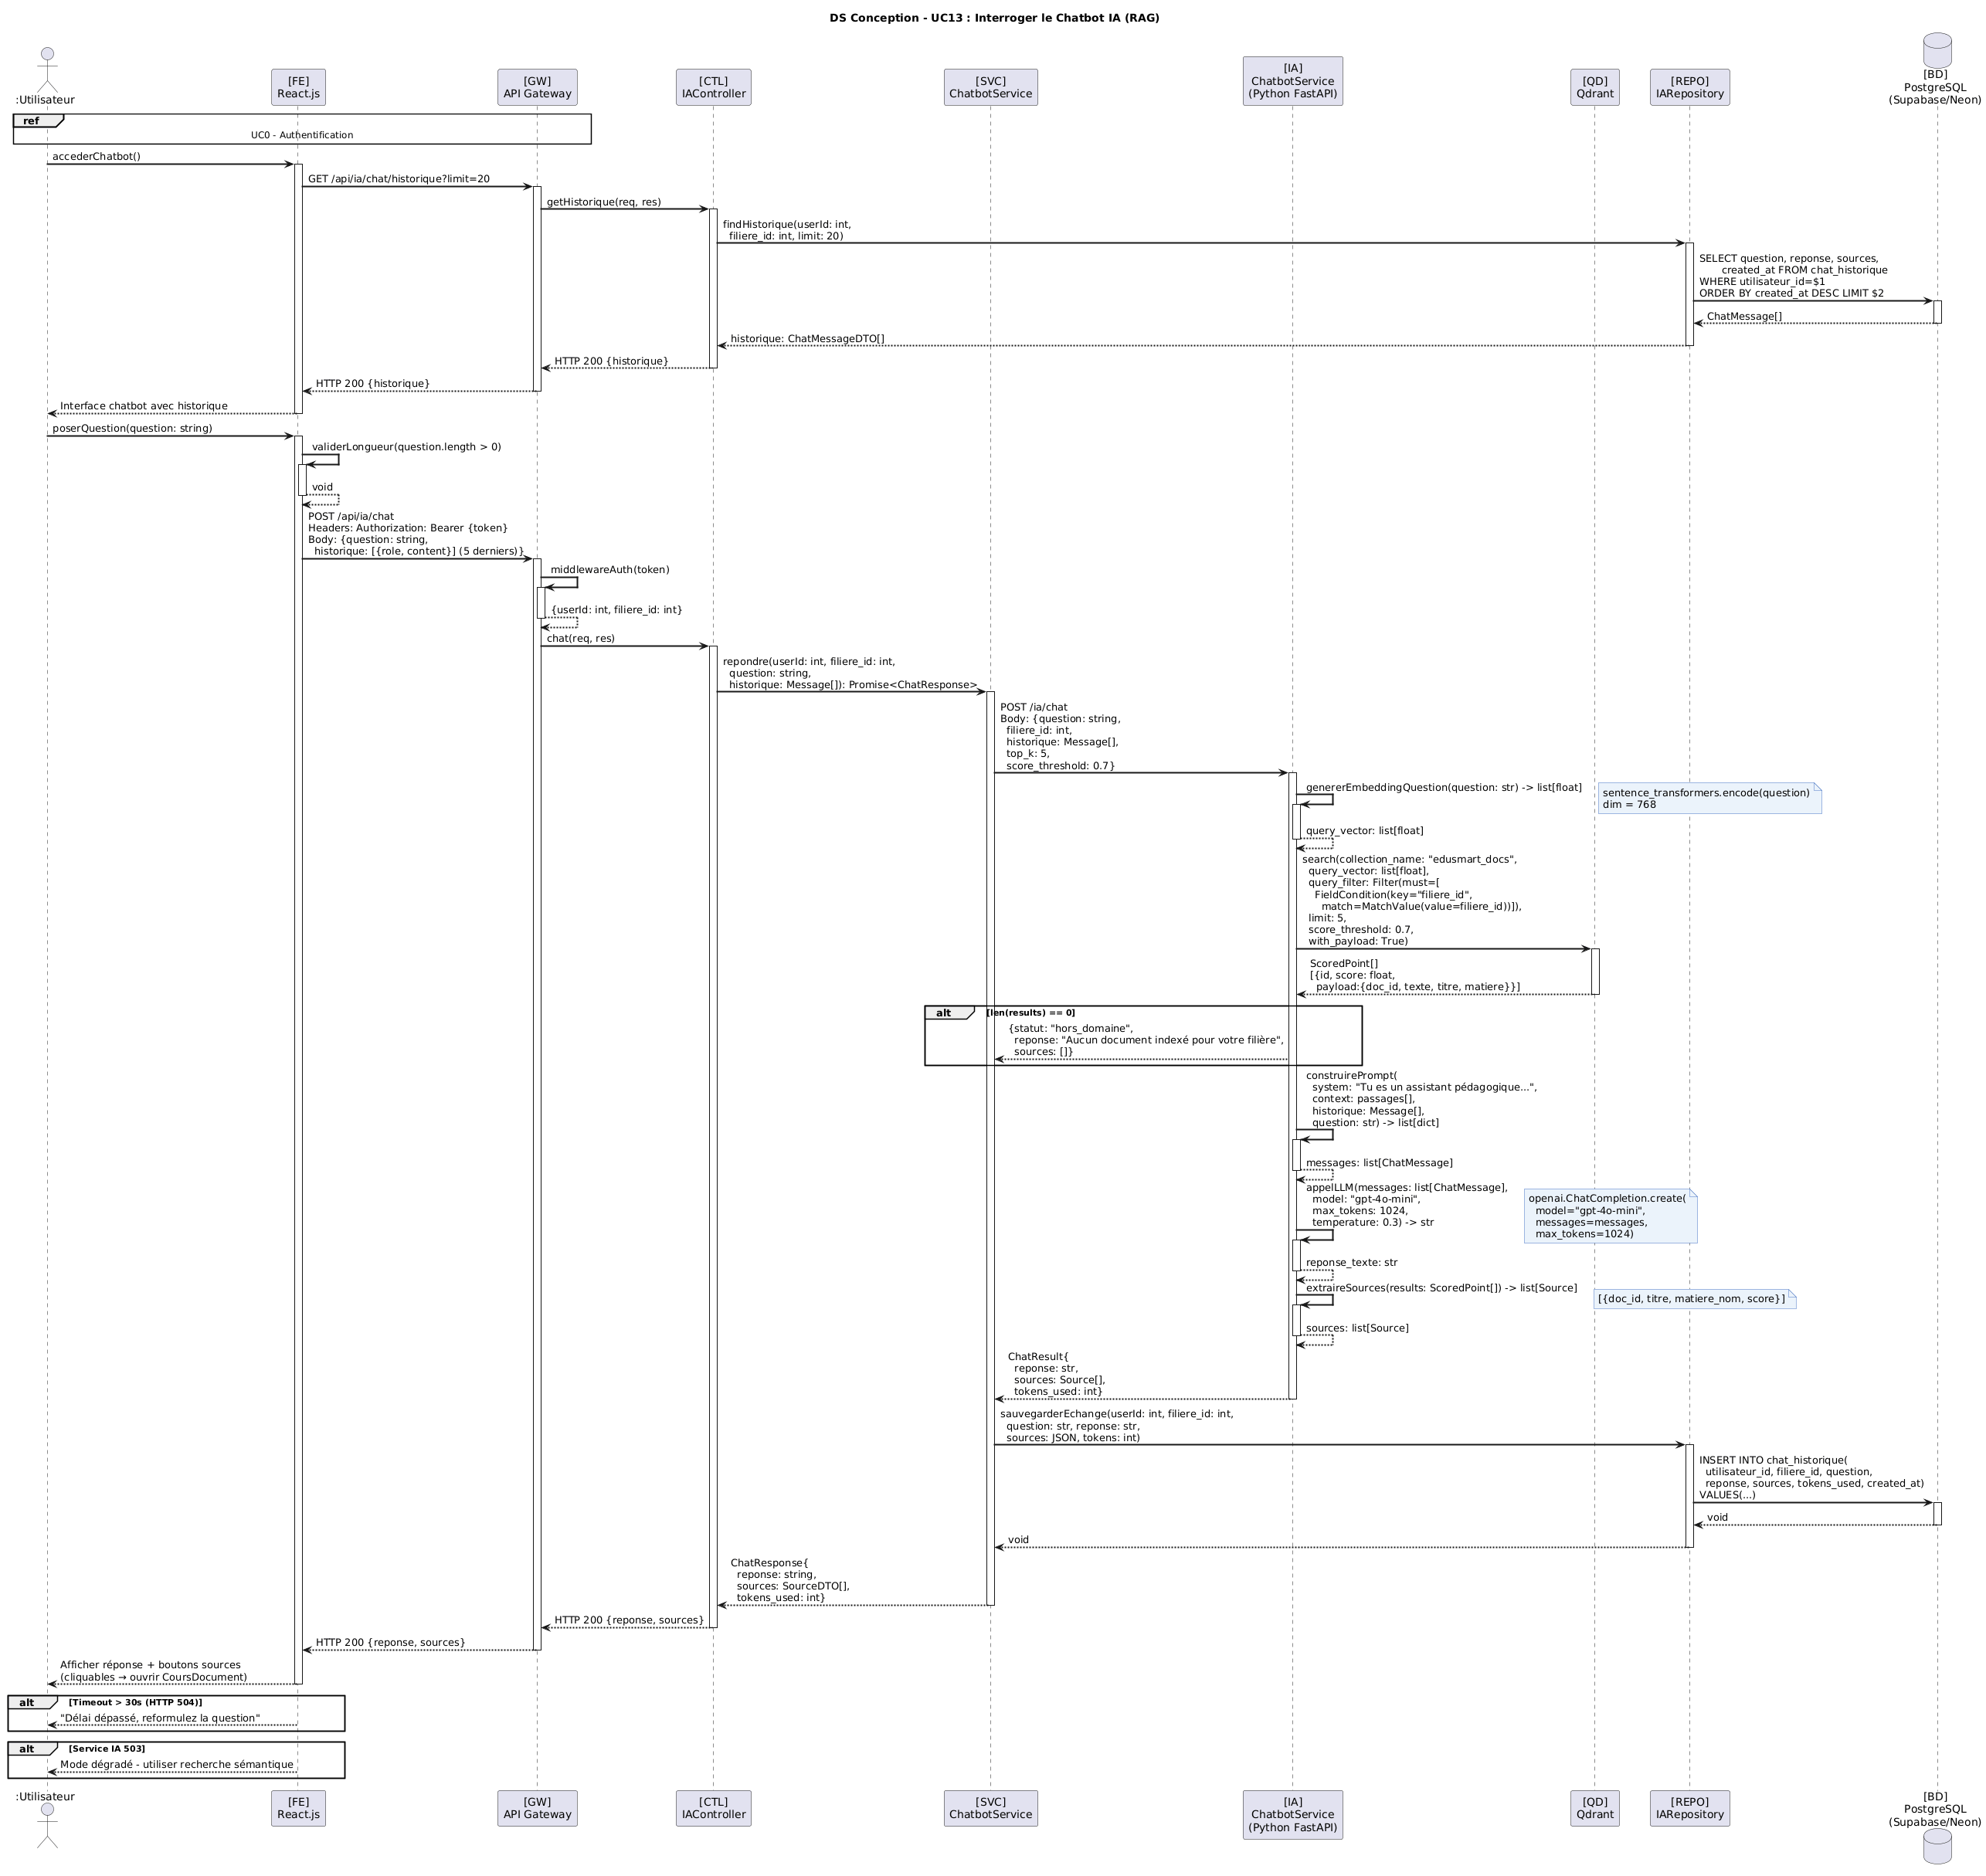 DS Conception - UC13 : Interroger le Chatbot IA (RAG)
:Utilisateur
[FE]
React.js
[GW]
API Gateway
[CTL]
IAController
[SVC]
ChatbotService
[IA]
ChatbotService
(Python FastAPI)
[QD]
Qdrant
[REPO]
IARepository
[BD]
PostgreSQL
(Supabase/Neon)
ref
UC0 - Authentification
accederChatbot()
GET /api/ia/chat/historique?limit=20
getHistorique(req, res)
findHistorique(userId: int,
filiere_id: int, limit: 20)
SELECT question, reponse, sources,
created_at FROM chat_historique
WHERE utilisateur_id=$1
ORDER BY created_at DESC LIMIT $2
ChatMessage[]
historique: ChatMessageDTO[]
HTTP 200 {historique}
HTTP 200 {historique}
Interface chatbot avec historique
poserQuestion(question: string)
validerLongueur(question.length > 0)
void
POST /api/ia/chat
Headers: Authorization: Bearer {token}
Body: {question: string,
historique: [{role, content}] (5 derniers)}
middlewareAuth(token)
{userId: int, filiere_id: int}
chat(req, res)
repondre(userId: int, filiere_id: int,
question: string,
historique: Message[]): Promise<ChatResponse>
POST /ia/chat
Body: {question: string,
filiere_id: int,
historique: Message[],
top_k: 5,
score_threshold: 0.7}
genererEmbeddingQuestion(question: str) -> list[float]
sentence_transformers.encode(question)
dim = 768
query_vector: list[float]
search(collection_name: "edusmart_docs",
query_vector: list[float],
query_filter: Filter(must=[
FieldCondition(key="filiere_id",
match=MatchValue(value=filiere_id))]),
limit: 5,
score_threshold: 0.7,
with_payload: True)
ScoredPoint[]
[{id, score: float,
payload:{doc_id, texte, titre, matiere}}]
alt [len(results) == 0]
{statut: "hors_domaine",
reponse: "Aucun document indexé pour votre filière",
sources: []}
construirePrompt(
system: "Tu es un assistant pédagogique...",
context: passages[],
historique: Message[],
question: str) -> list[dict]
messages: list[ChatMessage]
appelLLM(messages: list[ChatMessage],
model: "gpt-4o-mini",
max_tokens: 1024,
temperature: 0.3) -> str
openai.ChatCompletion.create(
model="gpt-4o-mini",
messages=messages,
max_tokens=1024)
reponse_texte: str
extraireSources(results: ScoredPoint[]) -> list[Source]
[{doc_id, titre, matiere_nom, score}]
sources: list[Source]
ChatResult{
reponse: str,
sources: Source[],
tokens_used: int}
sauvegarderEchange(userId: int, filiere_id: int,
question: str, reponse: str,
sources: JSON, tokens: int)
INSERT INTO chat_historique(
utilisateur_id, filiere_id, question,
reponse, sources, tokens_used, created_at)
VALUES(...)
void
void
ChatResponse{
reponse: string,
sources: SourceDTO[],
tokens_used: int}
HTTP 200 {reponse, sources}
HTTP 200 {reponse, sources}
Afficher réponse + boutons sources
(cliquables → ouvrir CoursDocument)
alt [Timeout > 30s (HTTP 504)]
"Délai dépassé, reformulez la question"
alt [Service IA 503]
Mode dégradé - utiliser recherche sémantique
:Utilisateur
[FE]
React.js
[GW]
API Gateway
[CTL]
IAController
[SVC]
ChatbotService
[IA]
ChatbotService
(Python FastAPI)
[QD]
Qdrant
[REPO]
IARepository
[BD]
PostgreSQL
(Supabase/Neon)